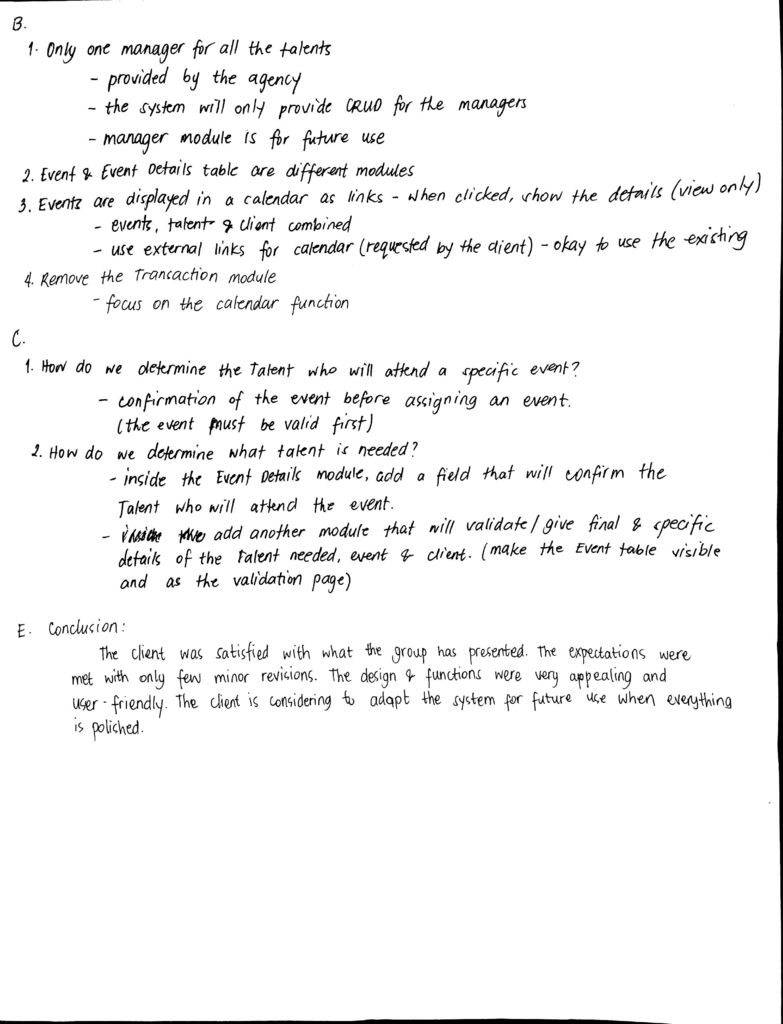 B.
1. Only one manager for all the talents
- provided by the agency
- the system will only provide CRUD for the managers
- manager module is for future use
2. Event & Event Details table are different modules
3. Events are displayed in a calendar as links - when clicked, show the details (view only)
- events, talent & client combined
- use external links for calendar (requested by the client) - okay to use the existing
4. Remove the Transaction module
- focus on the calendar function
C.
1. How do we determine the Talent who will attend a specific event?
- confirmation of the event before assigning an event.
(the event must be valid first)
2. How do we determine what talent is needed?
- inside the Event Details module, add a field that will confirm the
Talent who will attend the event.
- add another module that will validate/give final & specific
details of the talent needed, event & client. (make the Event table visible
and as the validation page)
E. Conclusion:
The client was satisfied with what the group has presented. The expectations were
met with only few minor revisions. The design & functions were very appealing and
user-friendly. The client is considering to adapt the system for future use when everything
is polished.